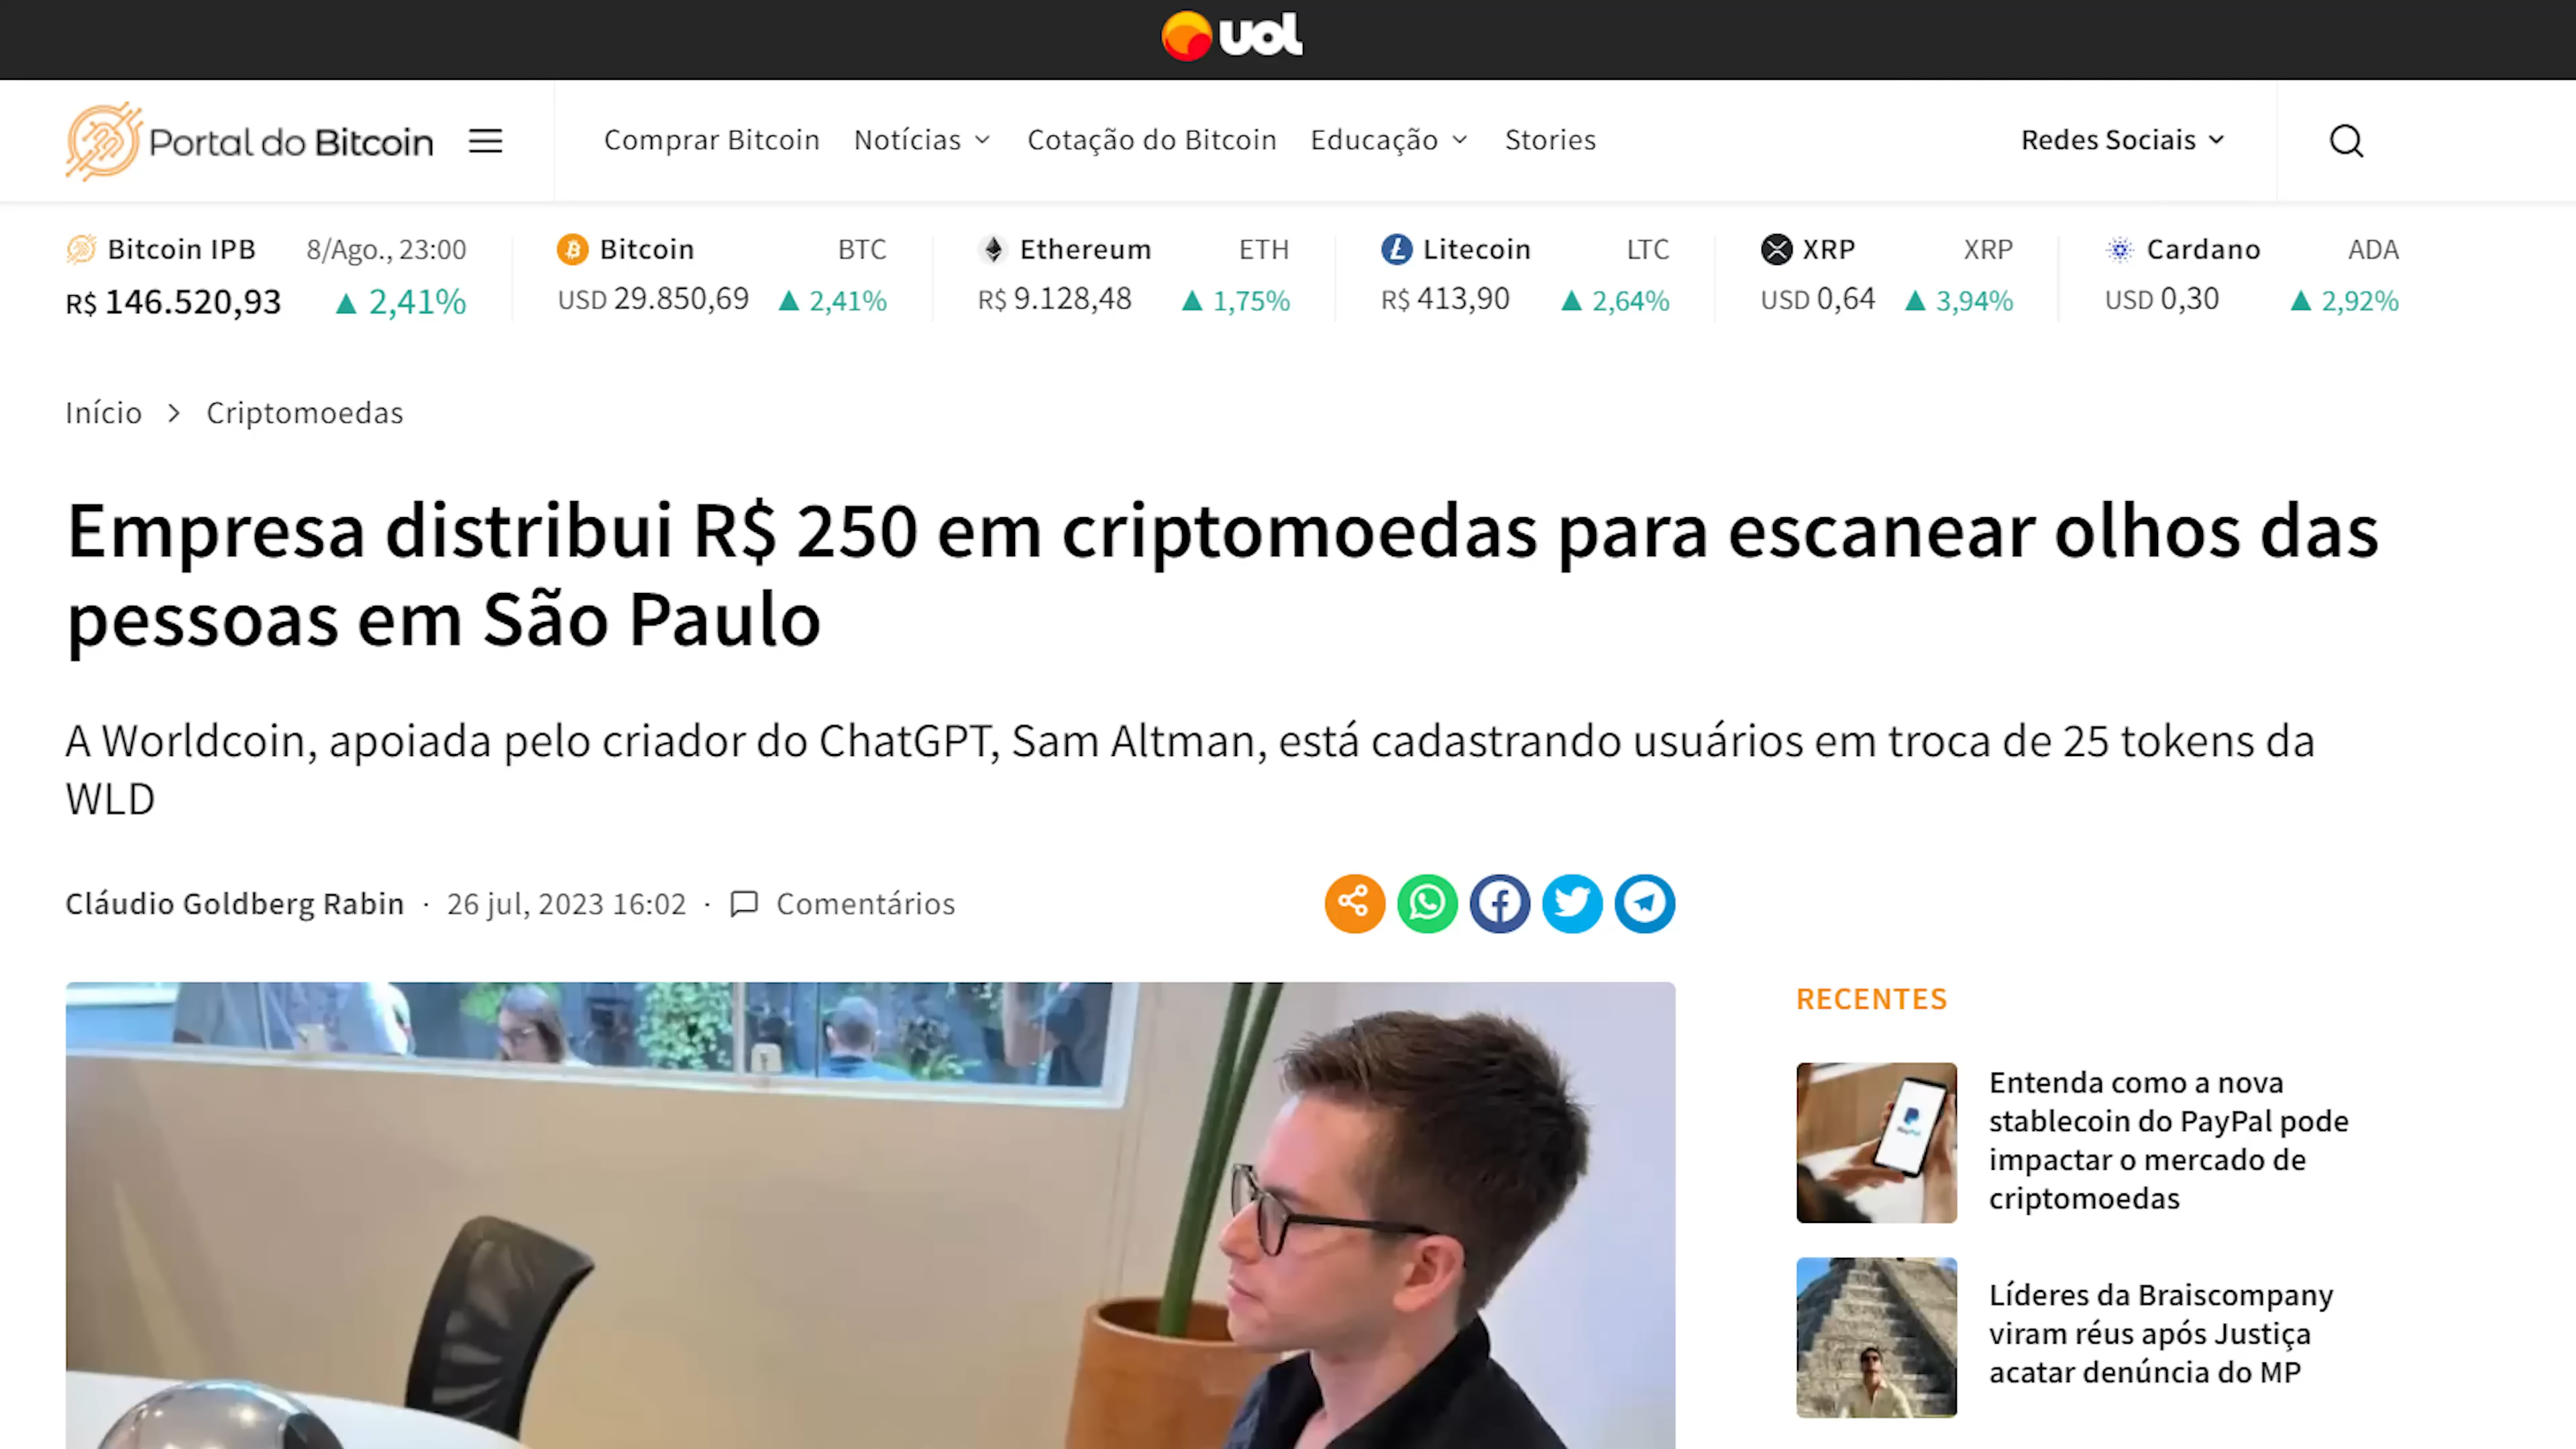 uol
Portal do Bitcoin
Comprar Bitcoin Notícias Cotação do Bitcoin Educação Stories Redes Sociais
Bitcoin IPB 8/Ago., 23:00
R$ 146.520,93 ▲ 2,41%
Bitcoin BTC
USD 29.850,69 ▲ 2,41%
Ethereum ETH
R$ 9.128,48 ▲ 1,75%
Litecoin LTC
R$ 413,90 ▲ 2,64%
XRP XRP
USD 0,64 ▲ 3,94%
Cardano ADA
USD 0,30 ▲ 2,92%
Início > Criptomoedas
Empresa distribui R$ 250 em criptomoedas para escanear olhos das
pessoas em São Paulo
A Worldcoin, apoiada pelo criador do ChatGPT, Sam Altman, está cadastrando usuários em troca de 25 tokens da
WLD
Cláudio Goldberg Rabin · 26 jul, 2023 16:02 · Comentários
RECENTES
PayPal
Entenda como a nova
stablecoin do PayPal pode
impactar o mercado de
criptomoedas
Líderes da Braiscompany
viram réus após Justiça
acatar denúncia do MP